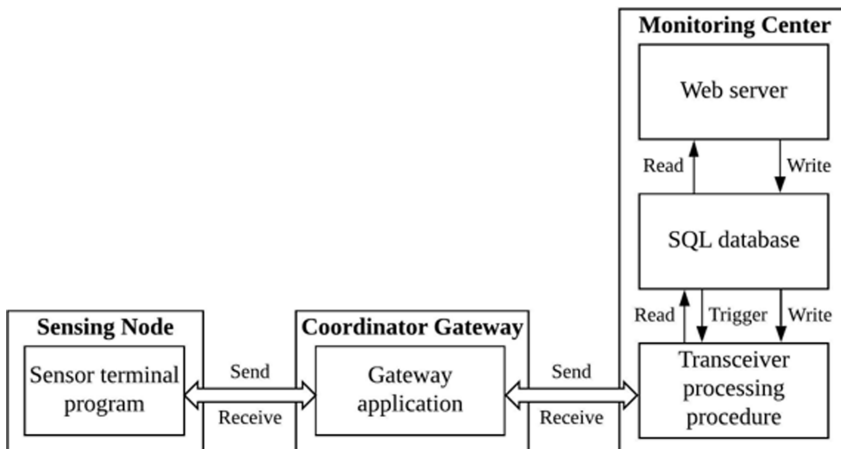 Monitoring Center
Web server
Read
Write
SQL database
Read
Trigger
Write
Transceiver
processing
procedure
Sensing Node
Sensor terminal
program
Send
Receive
Coordinator Gateway
Gateway
application
Send
Receive